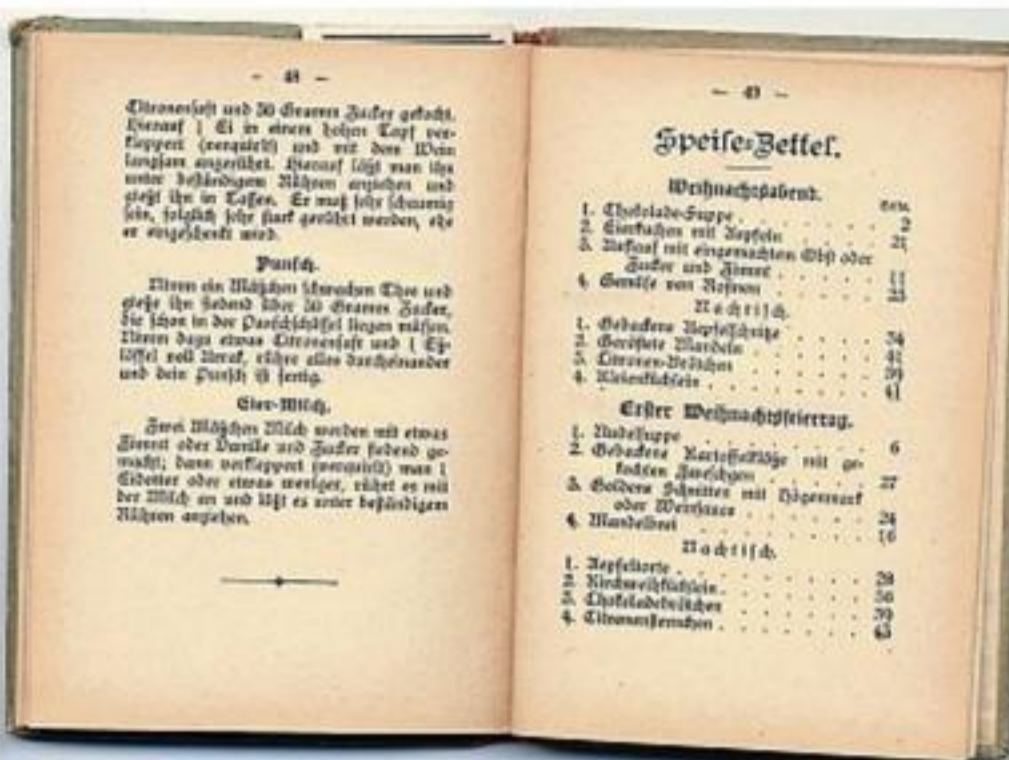 — 48 —
Citronensaft und 50 Gramm Zucker gekocht.
Hierauf 1 Ei in einem hohen Topf ver-
kleppert (verquirlt) und mit dem Wein
langsam angerührt. Hierauf läßt man ihn
unter beständigem Rühren anziehen und
gießt ihn in Tassen. Er muß sehr schaumig
sein, folglich sehr stark gerührt werden, ehe
er eingeschenkt wird.
Punsch.
Nimm ein Mäßchen schwachen Thee und
gieße ihn siedend über 50 Gramm Zucker,
die schon in der Punschschüssel liegen müssen.
Nimm dazu etwas Citronensaft und 1 Eß-
löffel voll Arrak, rühre alles durcheinander
und dein Punsch ist fertig.
Eier-Milch.
Zwei Mäßchen Milch werden mit etwas
Zimmt oder Vanille und Zucker siedend ge-
macht; dann verkleppert (verquirlt) man 1
Eidotter oder etwas weniger, rührt es mit
der Milch an und läßt es unter beständigem
Rühren anziehen.
— 49 —
Speise-Zettel.
Weihnachtsabend.
Seite.
1. Chokolade-Suppe . . . . . 2
2. Eierkuchen mit Aepfeln . . . . . 21
3. Auflauf mit eingemachtem Obst oder
Zucker und Zimmt . . . . . 11
4. Gemüse von Rosinen . . . . .
Nachtisch.
1. Gebackene Aepfelschnitze . . . . . 34
2. Geröstete Mandeln . . . . . 41
3. Citronen-Brötchen . . . . . 39
4. Kleienküchlein . . . . . 41
Erster Weihnachtsfeiertag.
1. Nudelsuppe . . . . . 6
2. Gebackene Kartoffelklöße mit ge-
kochten Zwetschgen . . . . . 27
3. Goldene Schnitten mit Hägenmark
oder Weinsauce . . . . . 24
4. Mandelbrei . . . . . 16
Nachtisch.
1. Aepfeltorte . . . . . 28
2. Kirchweihküchlein . . . . . 36
3. Chokoladebrötchen . . . . . 39
4. Citronensternchen . . . . . 43